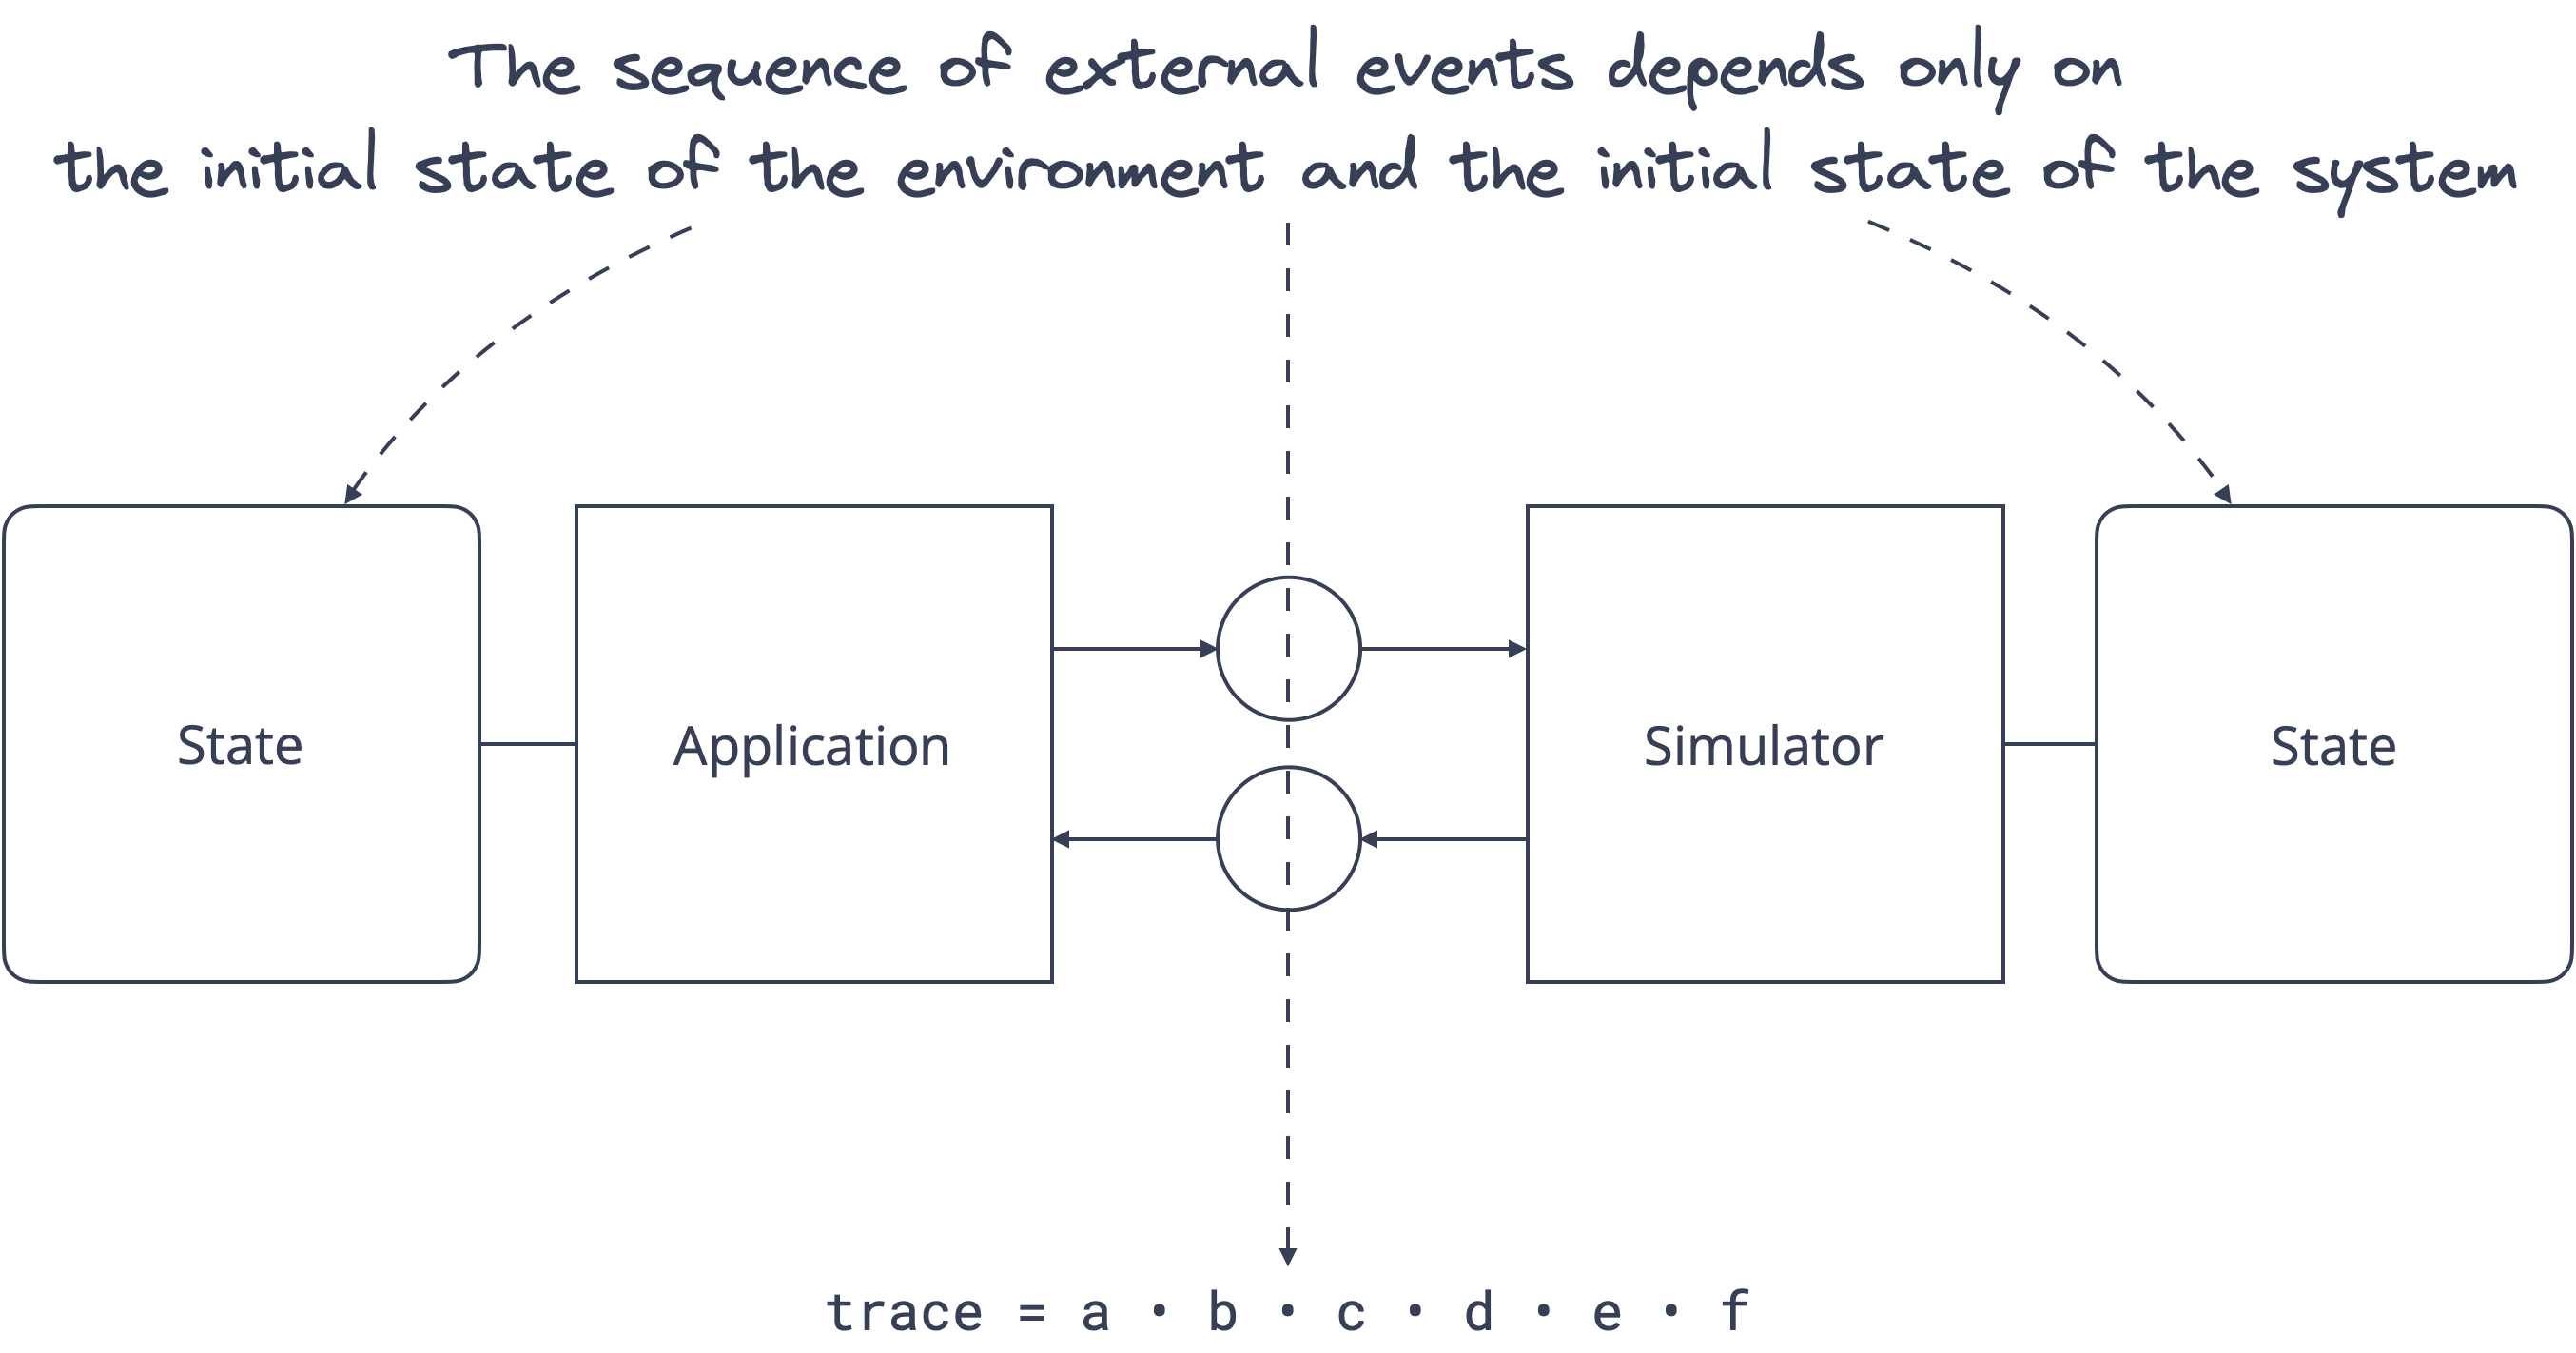 The sequence of external events depends only on
the initial state of the environment and the initial state of the system
State
Application
Simulator
State
trace = a · b · c · d · e · f